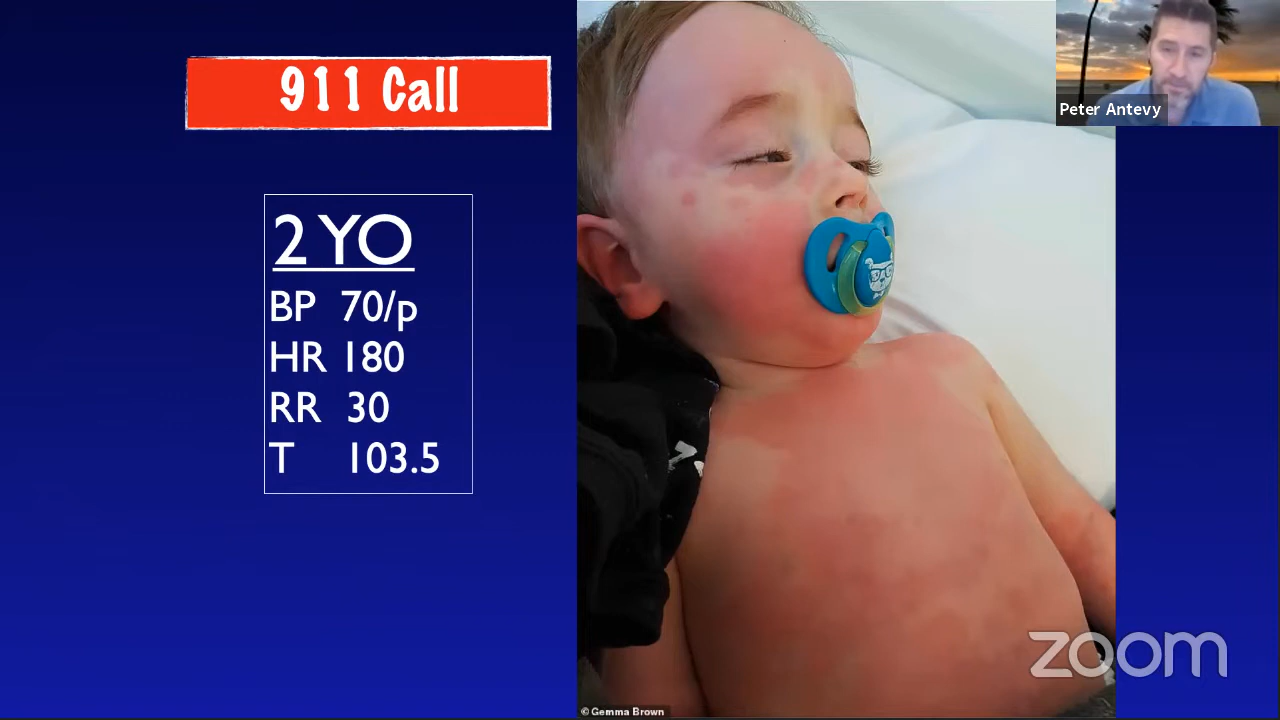 911 Call
2 YO
BP 70/p
HR 180
RR 30
T 103.5
Peter Antevy
zoom
© Gemma Brown